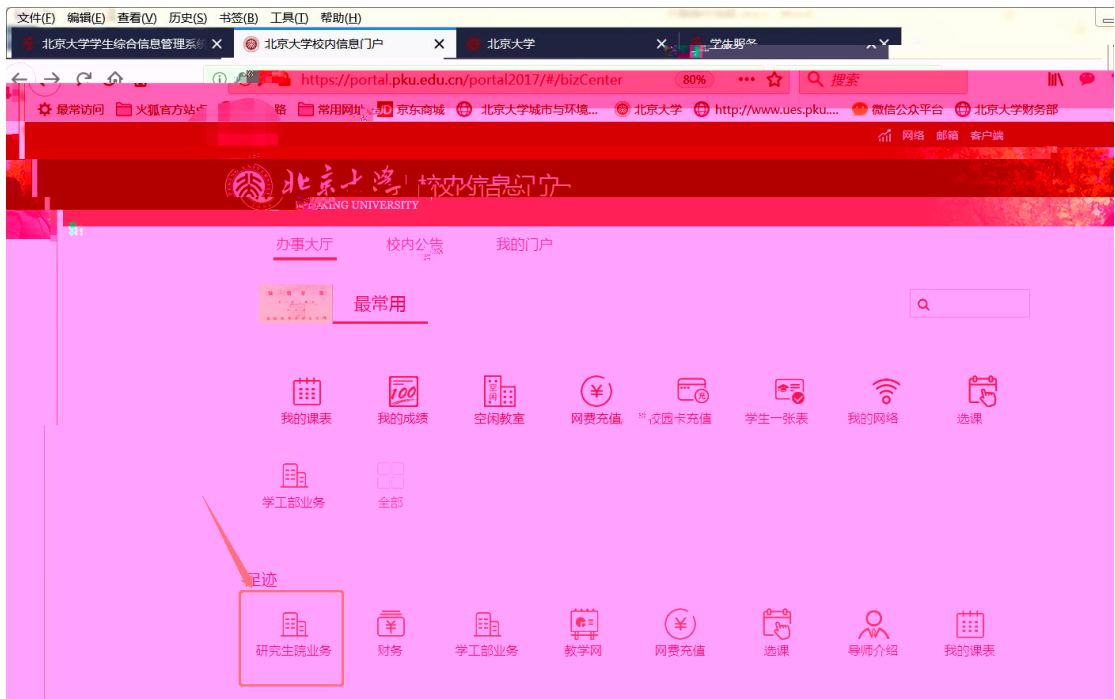 文件(F) 编辑(E) 查看(V) 历史(S) 书签(B) 工具(T) 帮助(H)
北京大学学生综合信息管理系统 北京大学校内信息门户 北京大学 学生服务
https://portal.pku.edu.cn/portal2017/#/bizCenter 80% 搜索
最常访问 火狐官方站点 常用网址 京东商城 北京大学城市与环境... 北京大学 http://www.ues.pku.... 微信公众平台 北京大学财务部
网络 邮箱 客户端
北京大学 校内信息门户
PEKING UNIVERSITY
办事大厅 校内公告 我的门户
最常用
我的课表 我的成绩 空闲教室 网费充值 校园卡充值 学生一张表 我的网络 选课
学工部业务 全部
足迹
研究生院业务 财务 学工部业务 教学网 网费充值 选课 导师介绍 我的课表